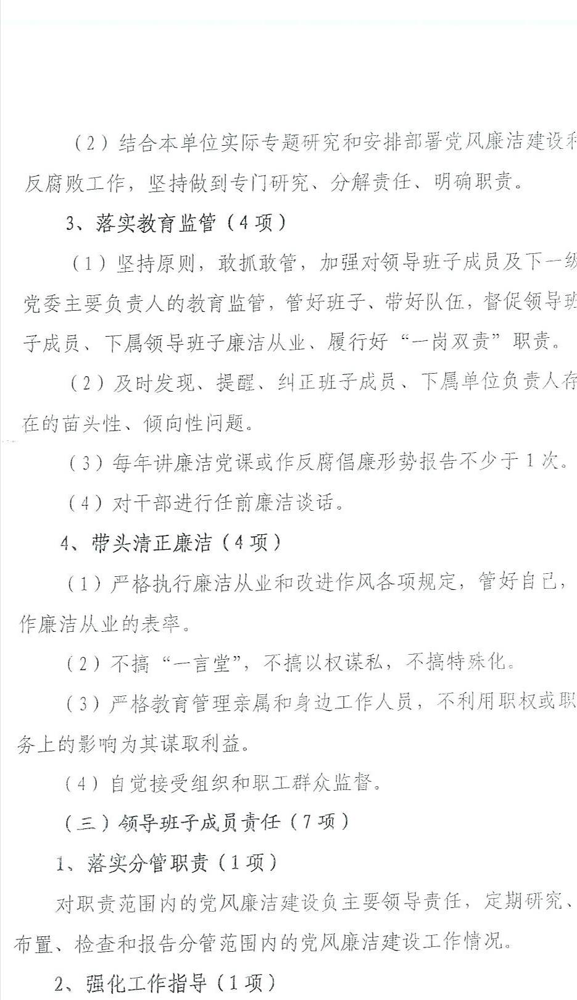 （2）结合本单位实际专题研究和安排部署党风廉洁建设和
反腐败工作，坚持做到专门研究、分解责任、明确职责。
3、落实教育监管（4 项）
（1）坚持原则，敢抓敢管，加强对领导班子成员及下一级
党委主要负责人的教育监管，管好班子、带好队伍，督促领导班
子成员、下属领导班子廉洁从业、履行好“一岗双责”职责。
（2）及时发现、提醒、纠正班子成员、下属单位负责人存
在的苗头性、倾向性问题。
（3）每年讲廉洁党课或作反腐倡廉形势报告不少于 1 次。
（4）对干部进行任前廉洁谈话。
4、带头清正廉洁（4 项）
（1）严格执行廉洁从业和改进作风各项规定，管好自己，
作廉洁从业的表率。
（2）不搞“一言堂”，不搞以权谋私，不搞特殊化。
（3）严格教育管理亲属和身边工作人员，不利用职权或职
务上的影响为其谋取利益。
（4）自觉接受组织和职工群众监督。
（三）领导班子成员责任（7 项）
1、落实分管职责（1 项）
对职责范围内的党风廉洁建设负主要领导责任，定期研究、
布置、检查和报告分管范围内的党风廉洁建设工作情况。
2、强化工作指导（1 项）